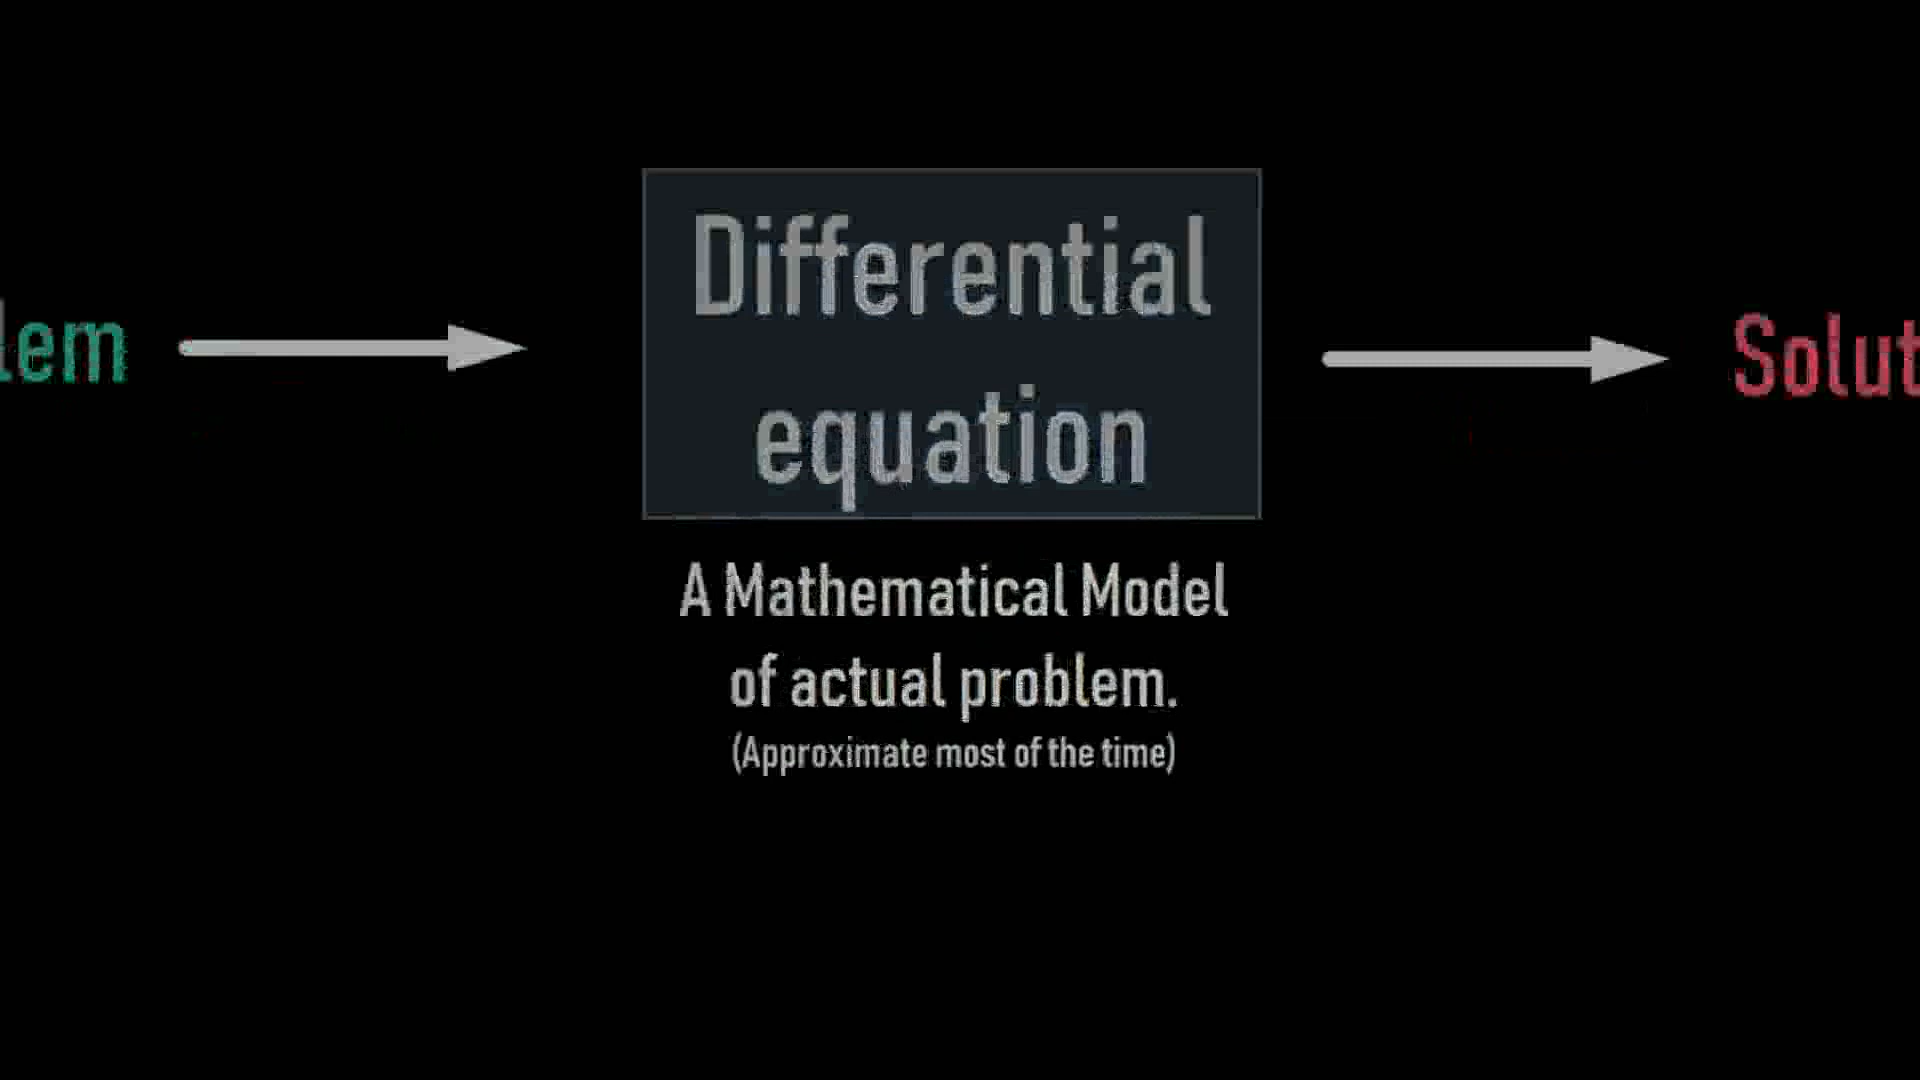 lem
Differential
equation
Solut
A Mathematical Model
of actual problem.
(Approximate most of the time)